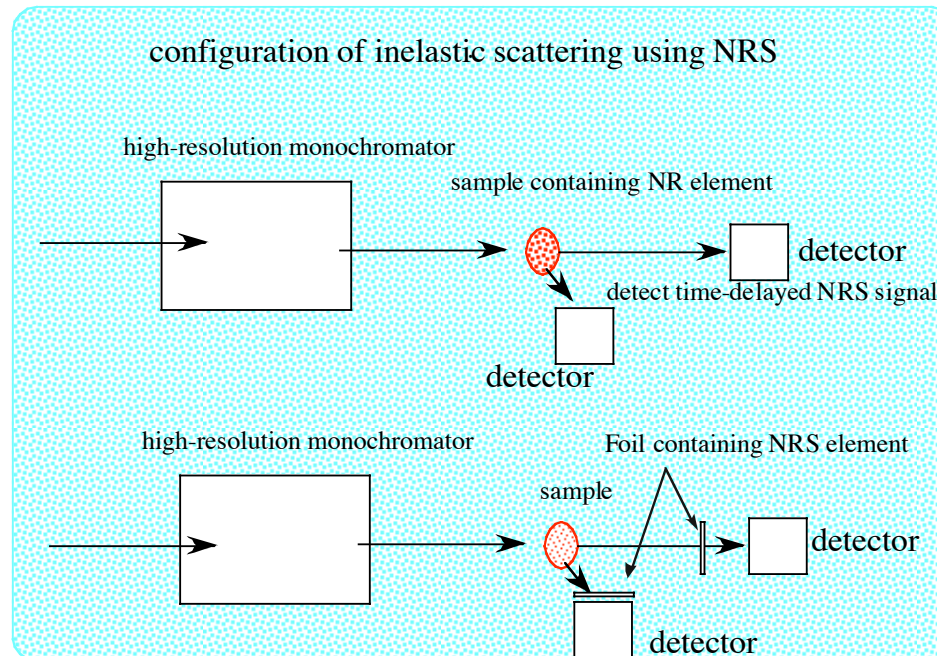 configuration of inelastic scattering using NRS
high-resolution monochromator
sample containing NR element
detector
detect time-delayed NRS signal
detector
high-resolution monochromator
Foil containing NRS element
sample
detector
detector